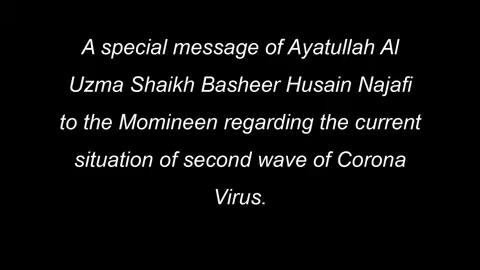 A special message of Ayatullah Al
Uzma Shaikh Basheer Husain Najafi
to the Momineen regarding the current
situation of second wave of Corona
Virus.